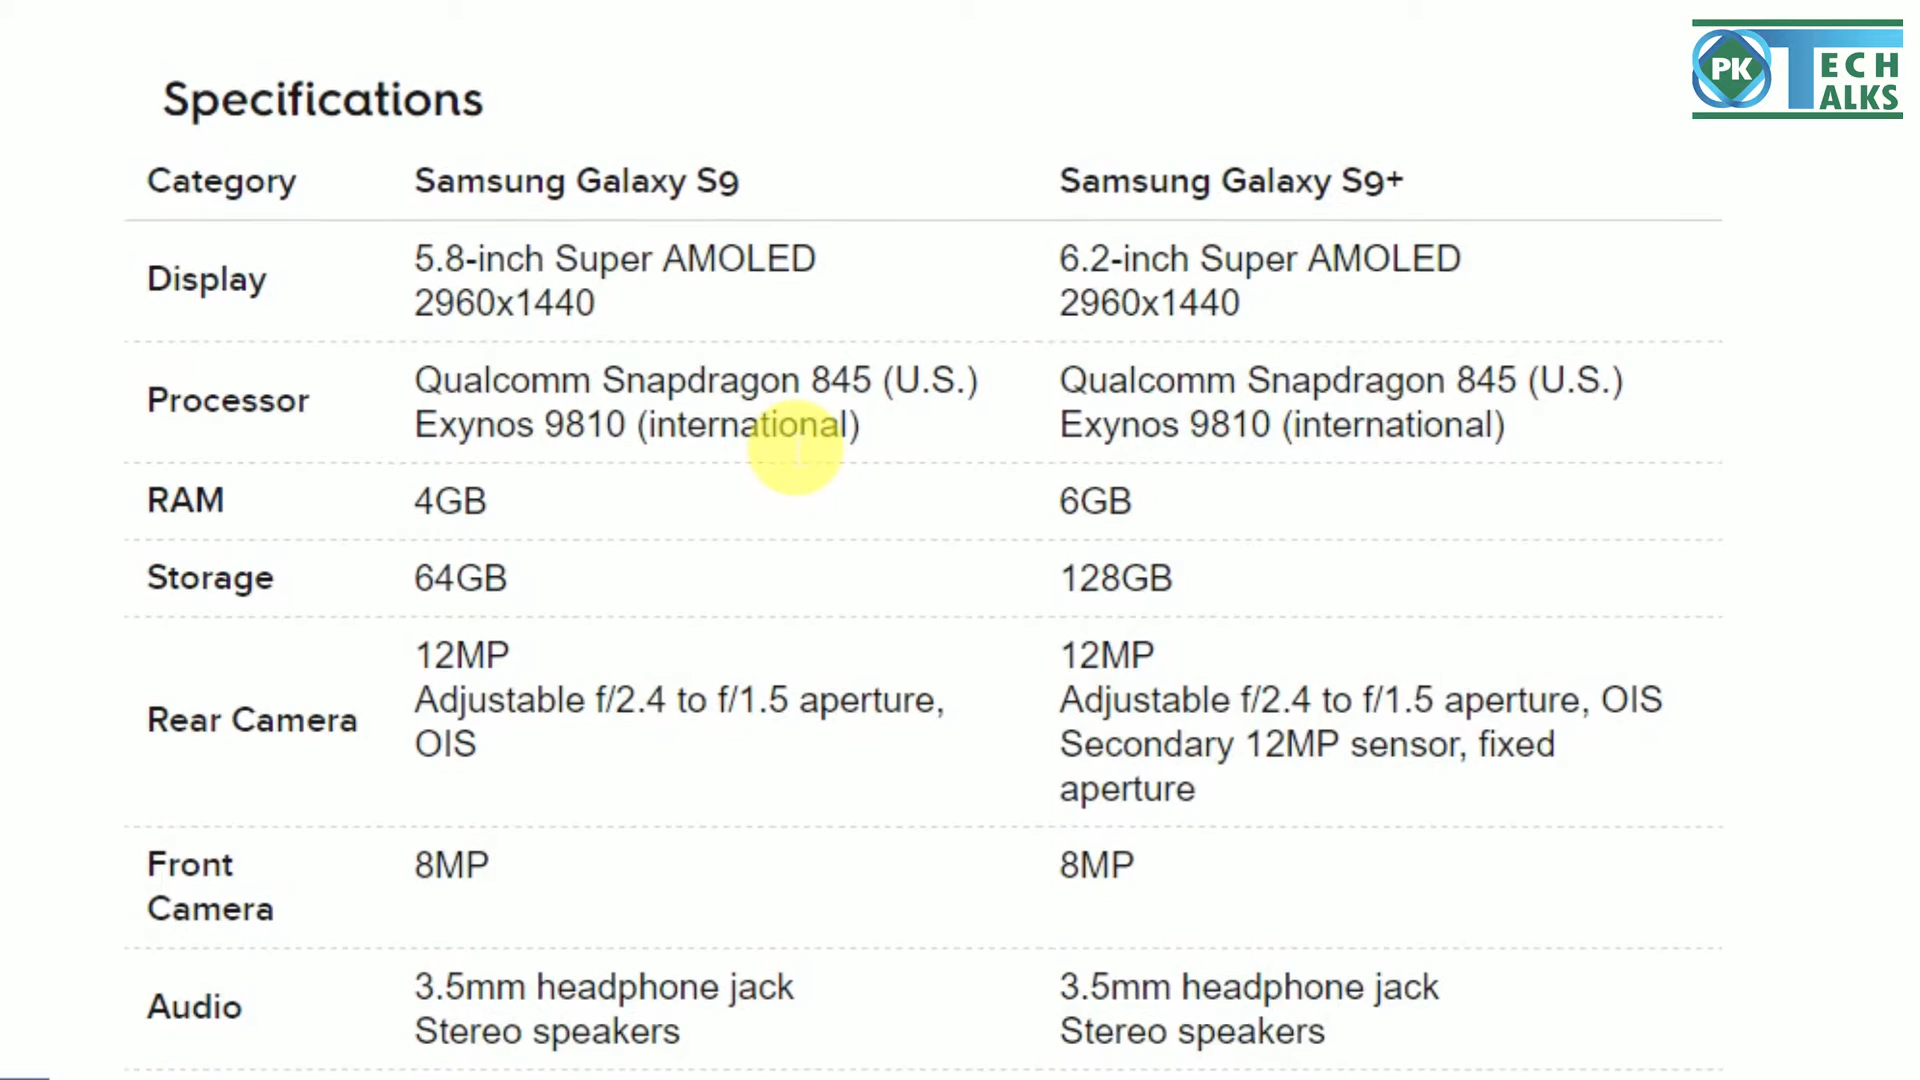 PK TECH TALKS
Specifications
Category Samsung Galaxy S9 Samsung Galaxy S9+
Display
5.8-inch Super AMOLED
2960x1440
6.2-inch Super AMOLED
2960x1440
Processor
Qualcomm Snapdragon 845 (U.S.)
Exynos 9810 (international)
Qualcomm Snapdragon 845 (U.S.)
Exynos 9810 (international)
RAM 4GB 6GB
Storage 64GB 128GB
Rear Camera
12MP
Adjustable f/2.4 to f/1.5 aperture,
OIS
12MP
Adjustable f/2.4 to f/1.5 aperture, OIS
Secondary 12MP sensor, fixed
aperture
Front
Camera
8MP
8MP
Audio
3.5mm headphone jack
Stereo speakers
3.5mm headphone jack
Stereo speakers